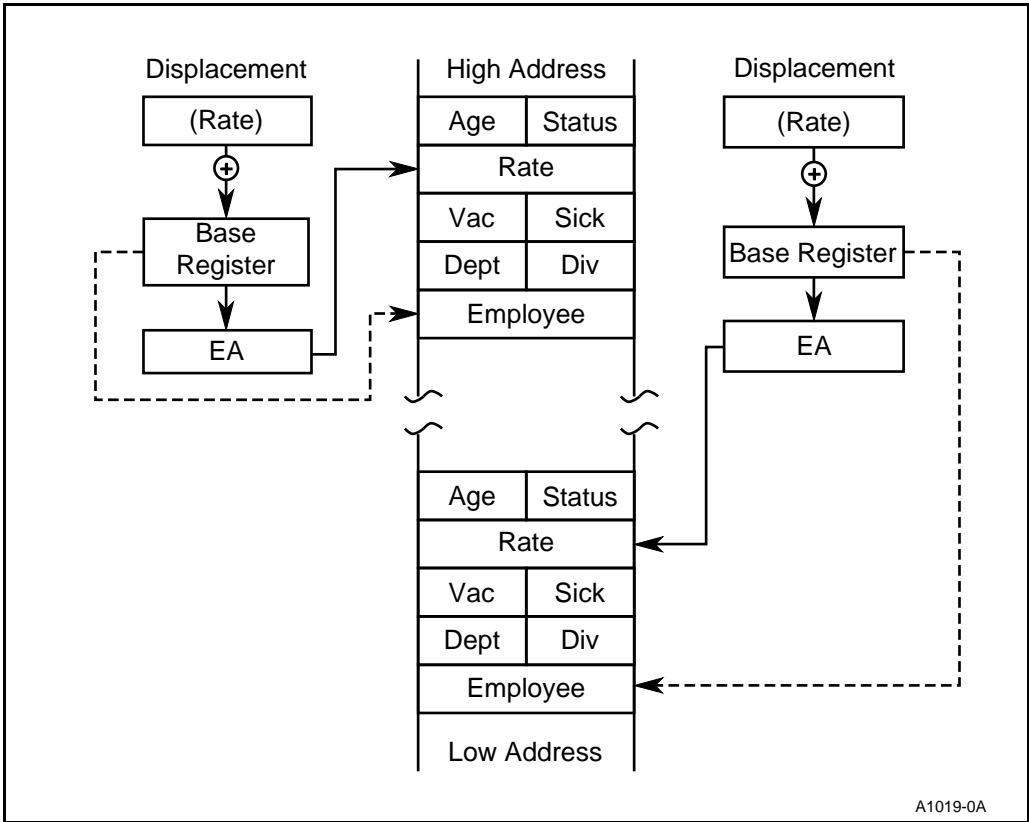 Displacement
(Rate)
+
Base
Register
EA
High Address
Age Status
Rate
Vac Sick
Dept Div
Employee
Age Status
Rate
Vac Sick
Dept Div
Employee
Low Address
Displacement
(Rate)
+
Base Register
EA
A1019-0A